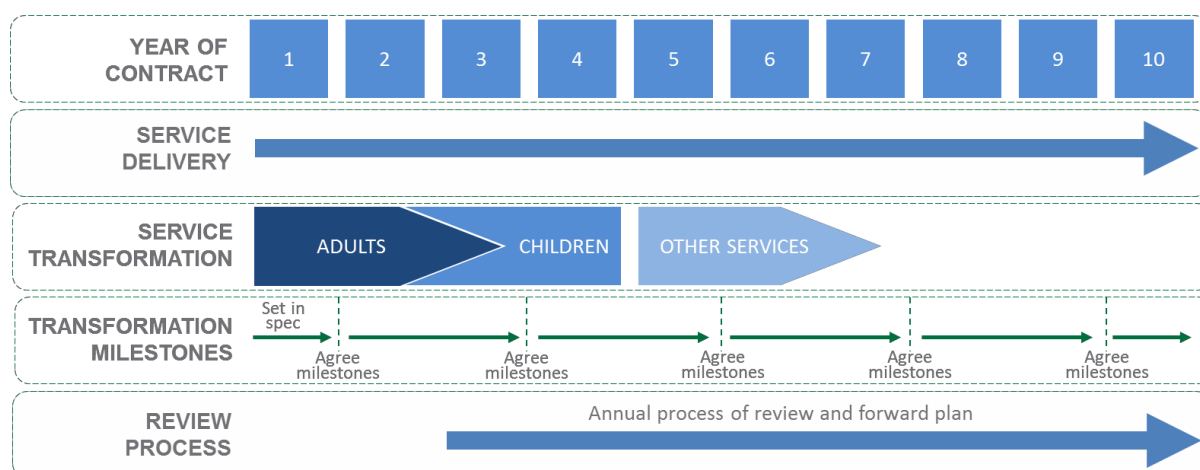 YEAR OF
CONTRACT
1 2 3 4 5 6 7 8 9 10
SERVICE
DELIVERY
SERVICE
TRANSFORMATION
ADULTS CHILDREN OTHER SERVICES
TRANSFORMATION
MILESTONES
Set in
spec
Agree
milestones
Agree
milestones
Agree
milestones
Agree
milestones
Agree
milestones
REVIEW
PROCESS
Annual process of review and forward plan